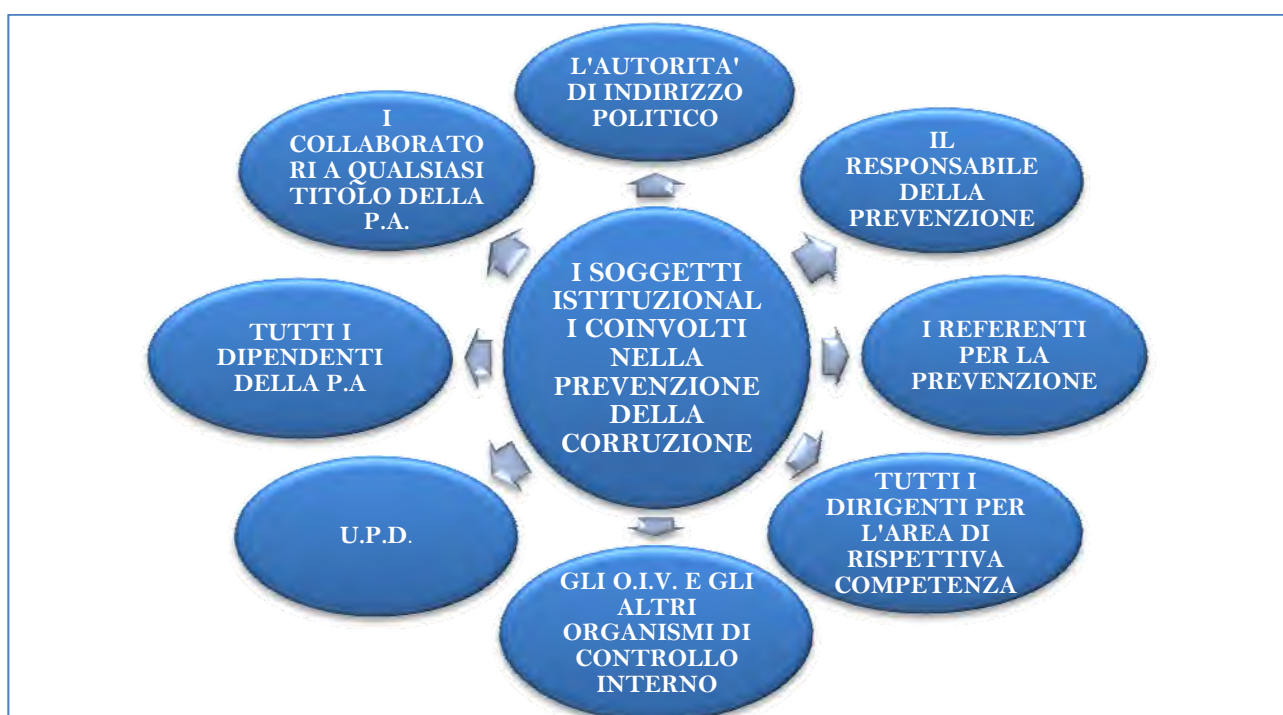 L'AUTORITA'
DI INDIRIZZO
POLITICO
IL
RESPONSABILE
DELLA
PREVENZIONE
I REFERENTI
PER LA
PREVENZIONE
TUTTI I
DIRIGENTI PER
L'AREA DI
RISPETTIVA
COMPETENZA
GLI O.I.V. E GLI
ALTRI
ORGANISMI DI
CONTROLLO
INTERNO
U.P.D.
TUTTI I
DIPENDENTI
DELLA P.A
I
COLLABORATO
RI A QUALSIASI
TITOLO DELLA
P.A.
I SOGGETTI
ISTITUZIONAL
I COINVOLTI
NELLA
PREVENZIONE
DELLA
CORRUZIONE